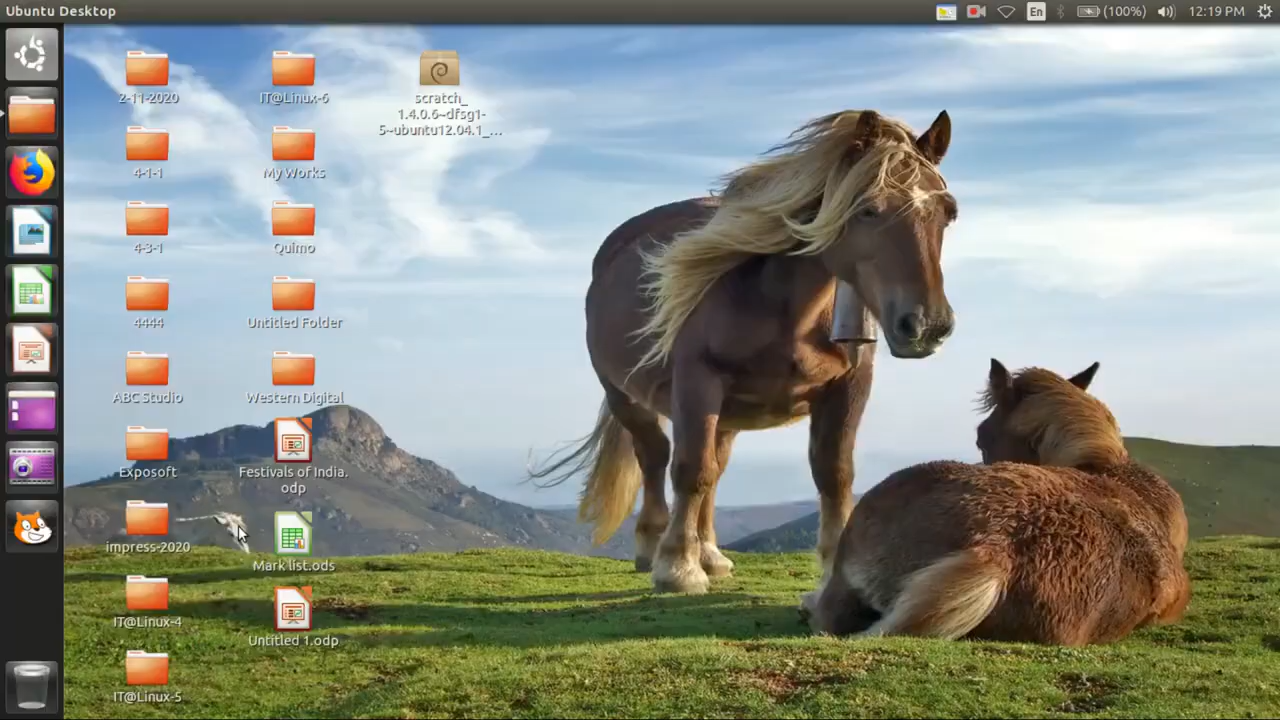 Ubuntu Desktop
En
(100%)
12:19 PM
2-11-2020
IT@Linux-6
scratch_
1.4.0.6~dfsg1-
5~ubuntu12.04.1_...
4-1-1
My Works
4-3-1
Quimo
4444
Untitled Folder
ABC Studio
Western Digital
Exposoft
Festivals of India.
odp
impress-2020
Mark list.ods
IT@Linux-4
Untitled 1.odp
IT@Linux-5